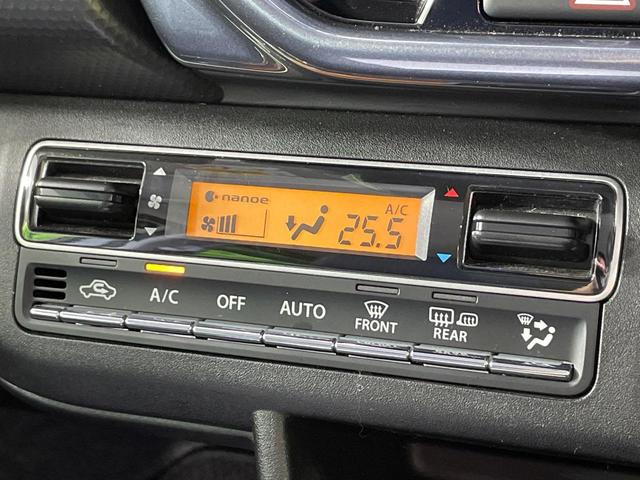 nanoe
A/C
25.5
A/C
OFF
AUTO
FRONT
REAR